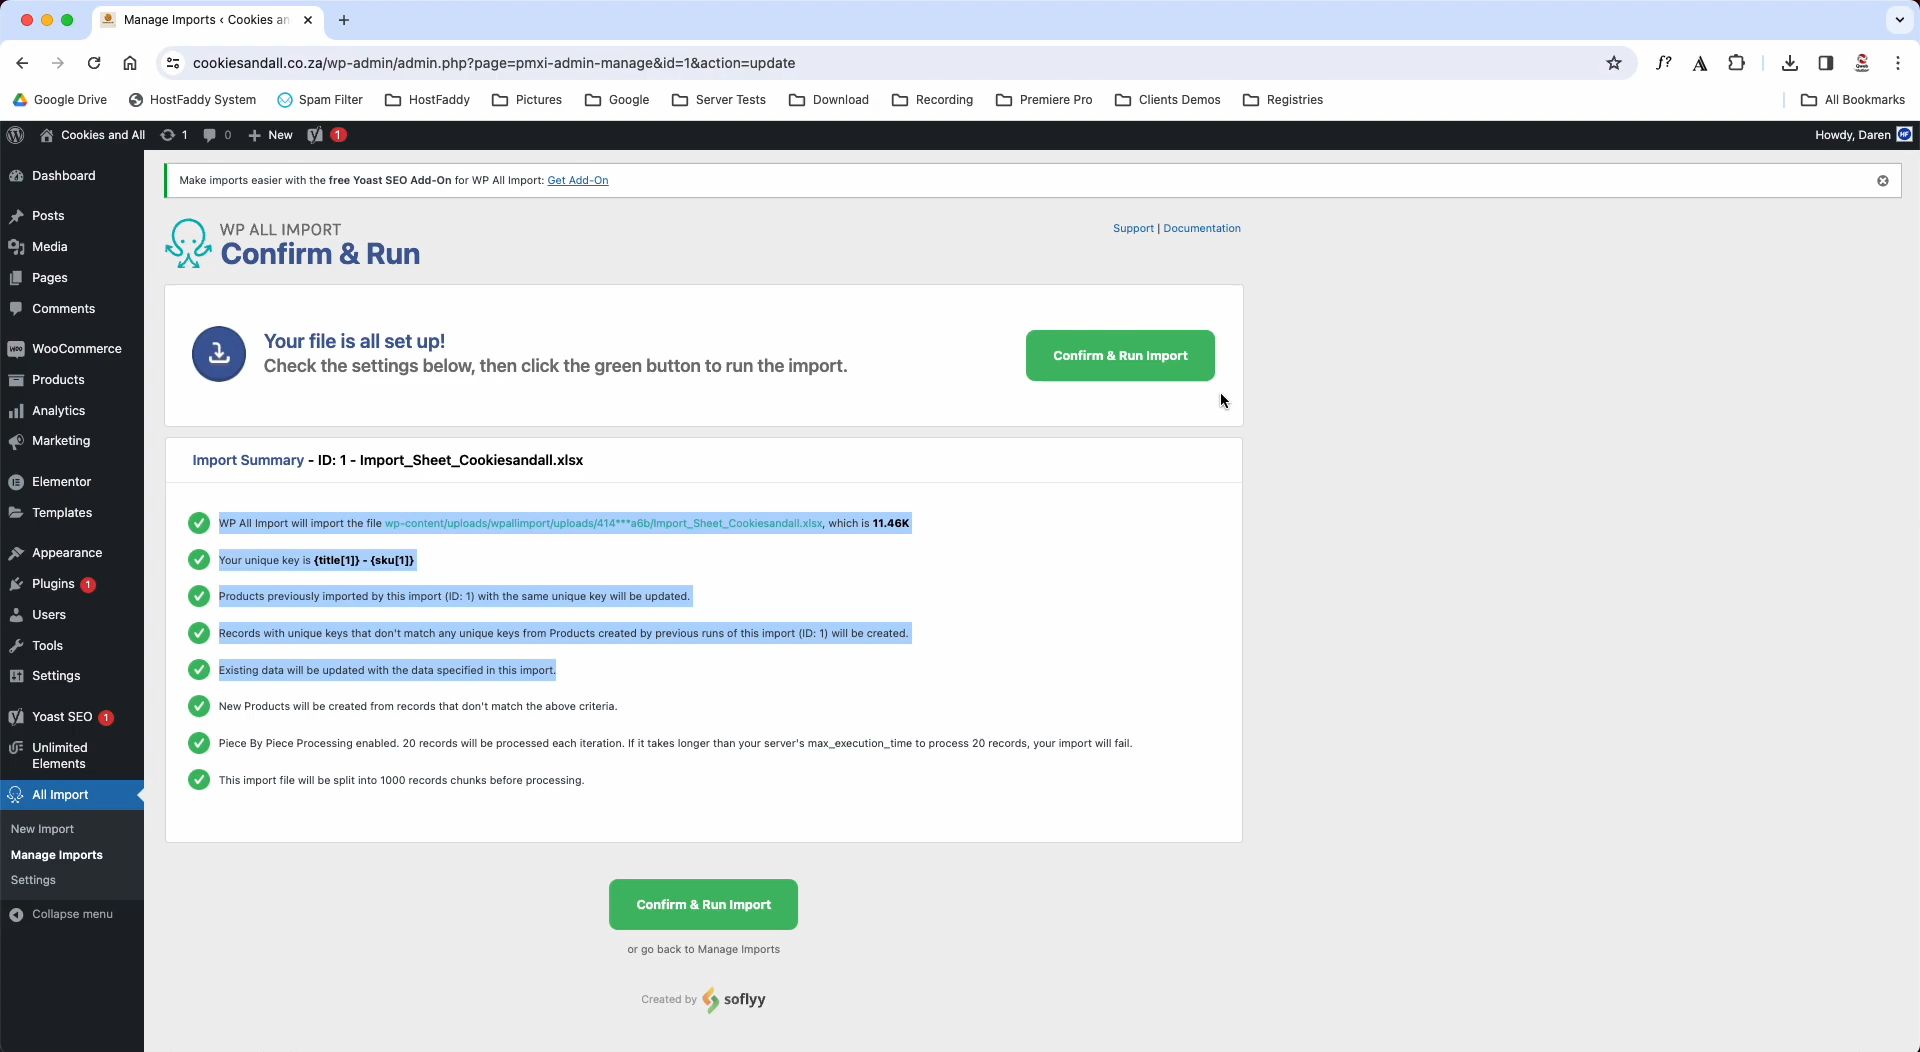 Manage Imports ‹ Cookies an
cookiesandall.co.za/wp-admin/admin.php?page=pmxi-admin-manage&id=1&action=update
f? A
Google Drive HostFaddy System Spam Filter HostFaddy Pictures Google Server Tests Download Recording Premiere Pro Clients Demos Registries All Bookmarks
Cookies and All 1 0 New 1 Howdy, Daren
Dashboard
Posts
Media
Pages
Comments
WooCommerce
Products
Analytics
Marketing
Elementor
Templates
Appearance
Plugins 1
Users
Tools
Settings
Yoast SEO 1
Unlimited
Elements
All Import
New Import
Manage Imports
Settings
Collapse menu
Make imports easier with the free Yoast SEO Add-On for WP All Import: Get Add-On
WP ALL IMPORT
Confirm & Run
Support | Documentation
Your file is all set up!
Check the settings below, then click the green button to run the import.
Confirm & Run Import
Import Summary - ID: 1 - Import_Sheet_Cookiesandall.xlsx
WP All Import will import the file wp-content/uploads/wpallimport/uploads/414***a6b/Import_Sheet_Cookiesandall.xlsx, which is 11.46K
Your unique key is {title[1]} - {sku[1]}
Products previously imported by this import (ID: 1) with the same unique key will be updated.
Records with unique keys that don't match any unique keys from Products created by previous runs of this import (ID: 1) will be created.
Existing data will be updated with the data specified in this import.
New Products will be created from records that don't match the above criteria.
Piece By Piece Processing enabled. 20 records will be processed each iteration. If it takes longer than your server's max_execution_time to process 20 records, your import will fail.
This import file will be split into 1000 records chunks before processing.
Confirm & Run Import
or go back to Manage Imports
Created by soflyy